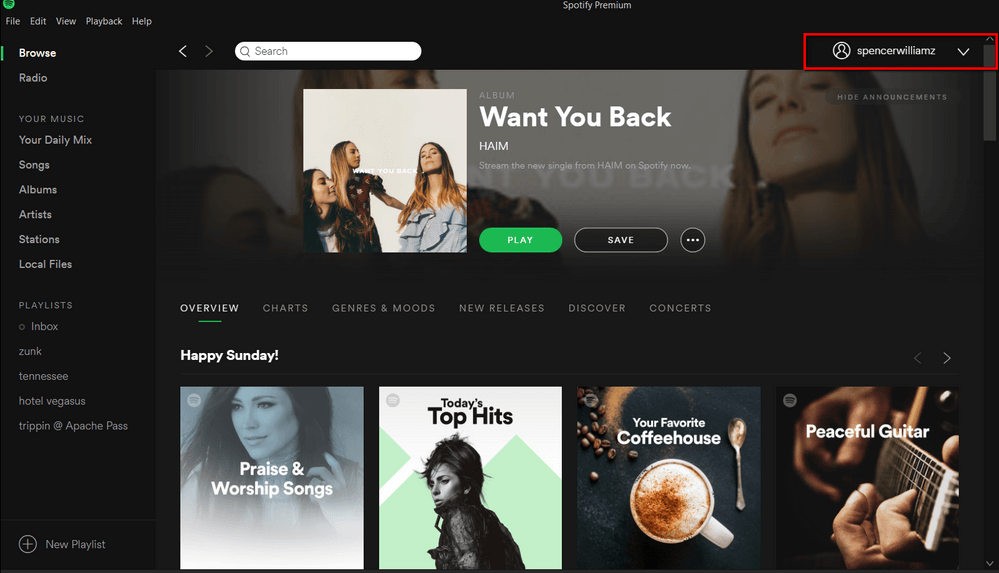 Spotify Premium
File Edit View Playback Help
Browse
Radio
YOUR MUSIC
Your Daily Mix
Songs
Albums
Artists
Stations
Local Files
PLAYLISTS
Inbox
zunk
tennessee
hotel vegasus
trippin @ Apache Pass
New Playlist
Search
spencerwilliamz
HIDE ANNOUNCEMENTS
WANT YOU BACK
ALBUM
Want You Back
HAIM
Stream the new single from HAIM on Spotify now.
WANT YOU BACK
PLAY SAVE
OVERVIEW CHARTS GENRES & MOODS NEW RELEASES DISCOVER CONCERTS
Happy Sunday!
Praise &
Worship Songs
Today's
Top Hits
Your Favorite
Coffeehouse
Peaceful Guitar